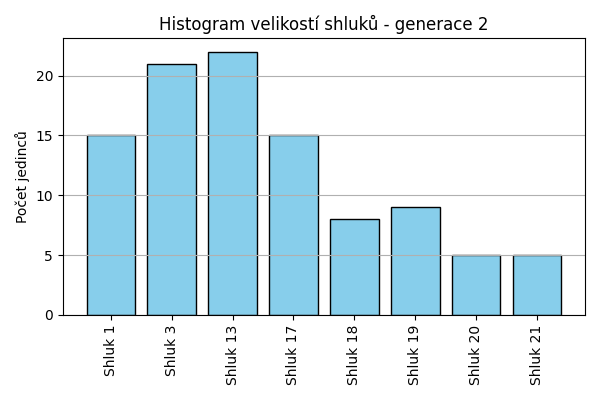 Histogram velikostí shluků - generace 2
Počet jedinců
20
15
10
5
0
Shluk 1
Shluk 3
Shluk 13
Shluk 17
Shluk 18
Shluk 19
Shluk 20
Shluk 21